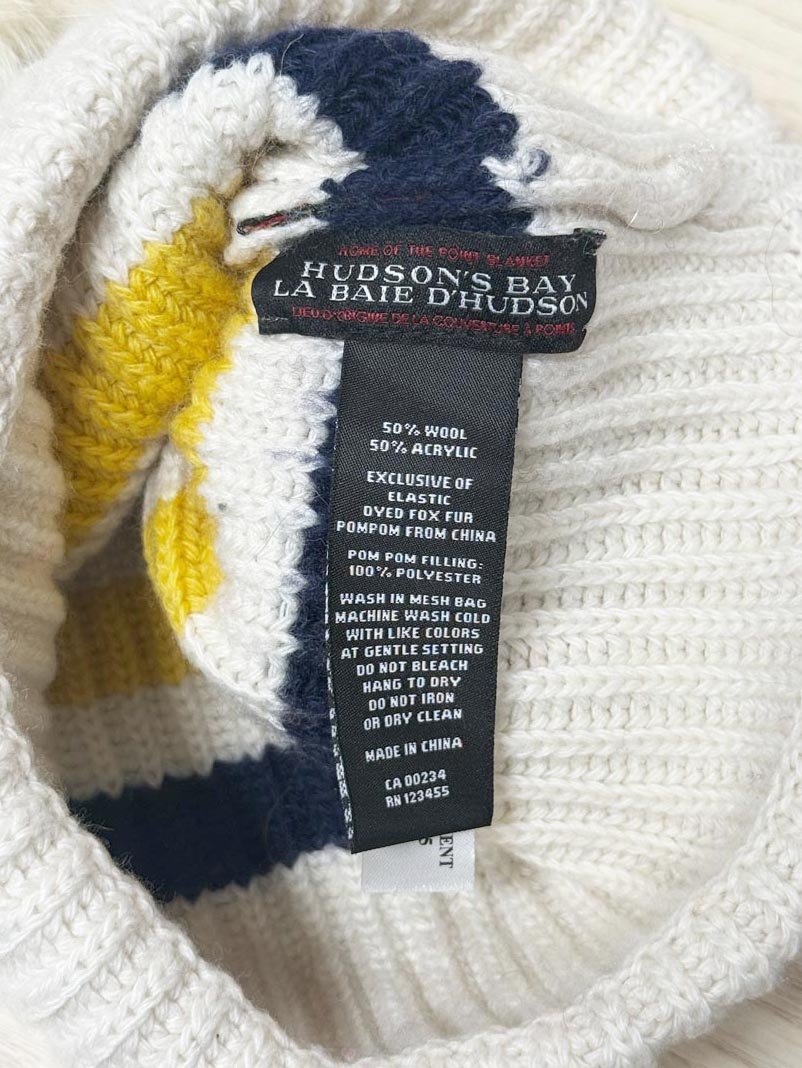 HOME OF THE POINT BLANKET
HUDSON'S BAY
LA BAIE D'HUDSON
LIEU D'ORIGINE DE LA COUVERTURE À POINTS
50% WOOL
50% ACRYLIC
EXCLUSIVE OF
ELASTIC
DYED FOX FUR
POMPOM FROM CHINA
POM POM FILLING:
100% POLYESTER
WASH IN MESH BAG
MACHINE WASH COLD
WITH LIKE COLORS
AT GENTLE SETTING
DO NOT BLEACH
HANG TO DRY
DO NOT IRON
OR DRY CLEAN
MADE IN CHINA
CA 00234
RN 123455